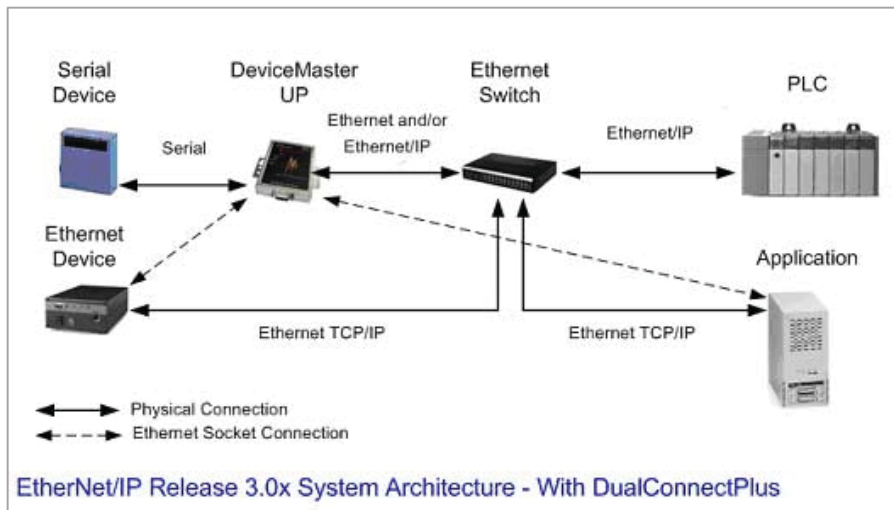 Serial
Device
DeviceMaster
UP
Ethernet
Switch
PLC
Serial
Ethernet and/or
Ethernet/IP
Ethernet/IP
Ethernet
Device
Application
Ethernet TCP/IP
Ethernet TCP/IP
Physical Connection
Ethernet Socket Connection
EtherNet/IP Release 3.0x System Architecture - With DualConnectPlus